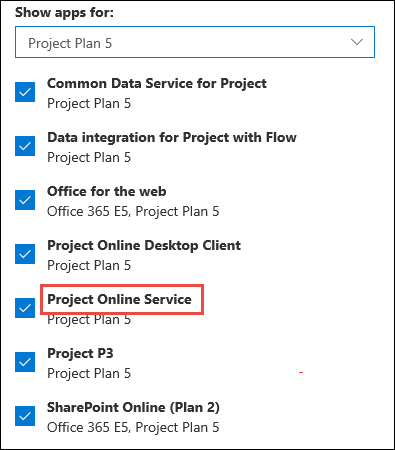 Show apps for:
Project Plan 5
Common Data Service for Project
Project Plan 5
Data integration for Project with Flow
Project Plan 5
Office for the web
Office 365 E5, Project Plan 5
Project Online Desktop Client
Project Plan 5
Project Online Service
Project Plan 5
Project P3
Project Plan 5
SharePoint Online (Plan 2)
Office 365 E5, Project Plan 5